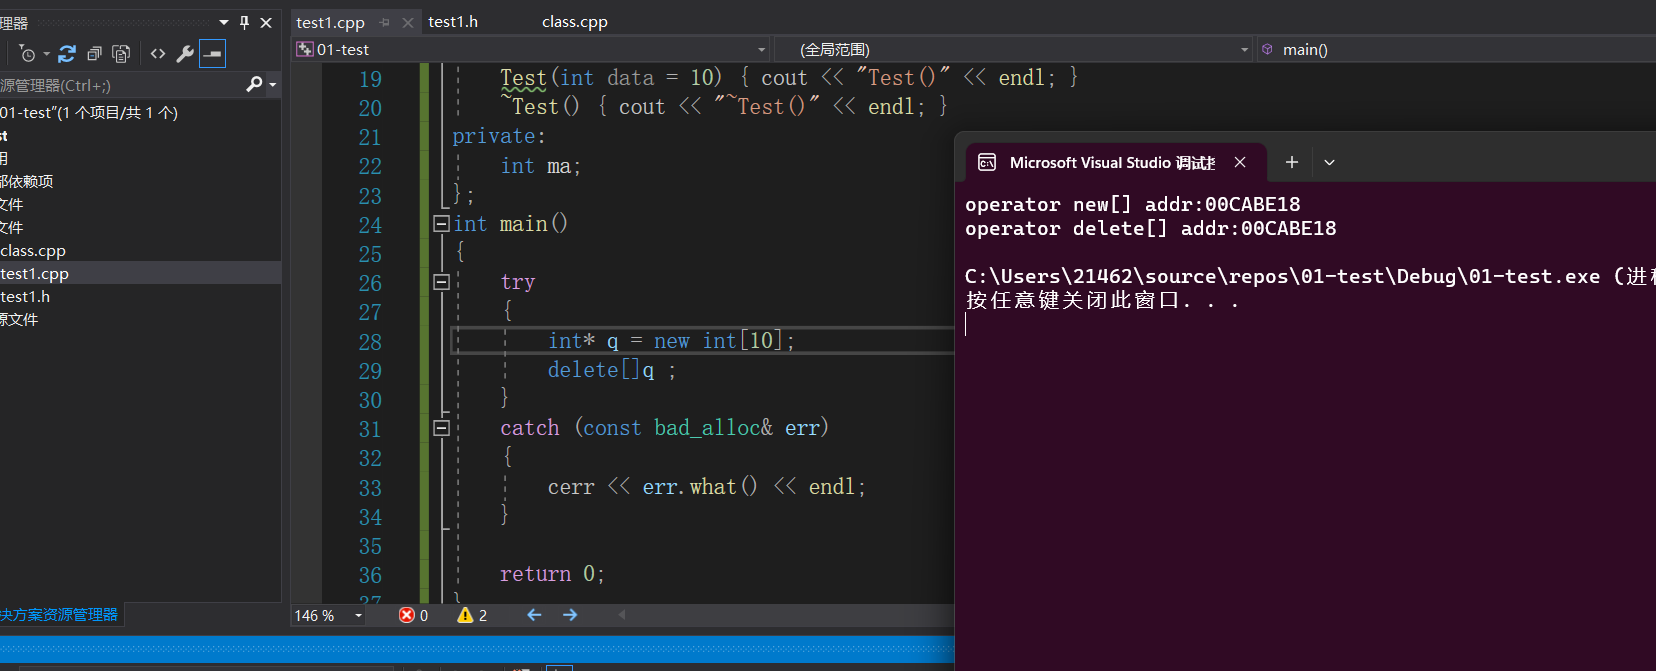 理器
源管理器(Ctrl+;)
01-test"(1 个项目/共 1 个)
st
用
部依赖项
文件
文件
class.cpp
test1.cpp
test1.h
源文件
决方案资源管理器
test1.cpp test1.h class.cpp
01-test (全局范围) main()
19 Test(int data = 10) { cout << "Test()" << endl; }
20 ~Test() { cout << "~Test()" << endl; }
21 private:
22 int ma;
23 };
24 int main()
25 {
26 try
27 {
28 int* q = new int[10];
29 delete[]q ;
30 }
31 catch (const bad_alloc& err)
32 {
33 cerr << err.what() << endl;
34 }
35
36 return 0;
37 }
146 % 0 2
Microsoft Visual Studio 调试控
operator new[] addr:00CABE18
operator delete[] addr:00CABE18
C:\Users\21462\source\repos\01-test\Debug\01-test.exe (进程
按任意键关闭此窗口. . .